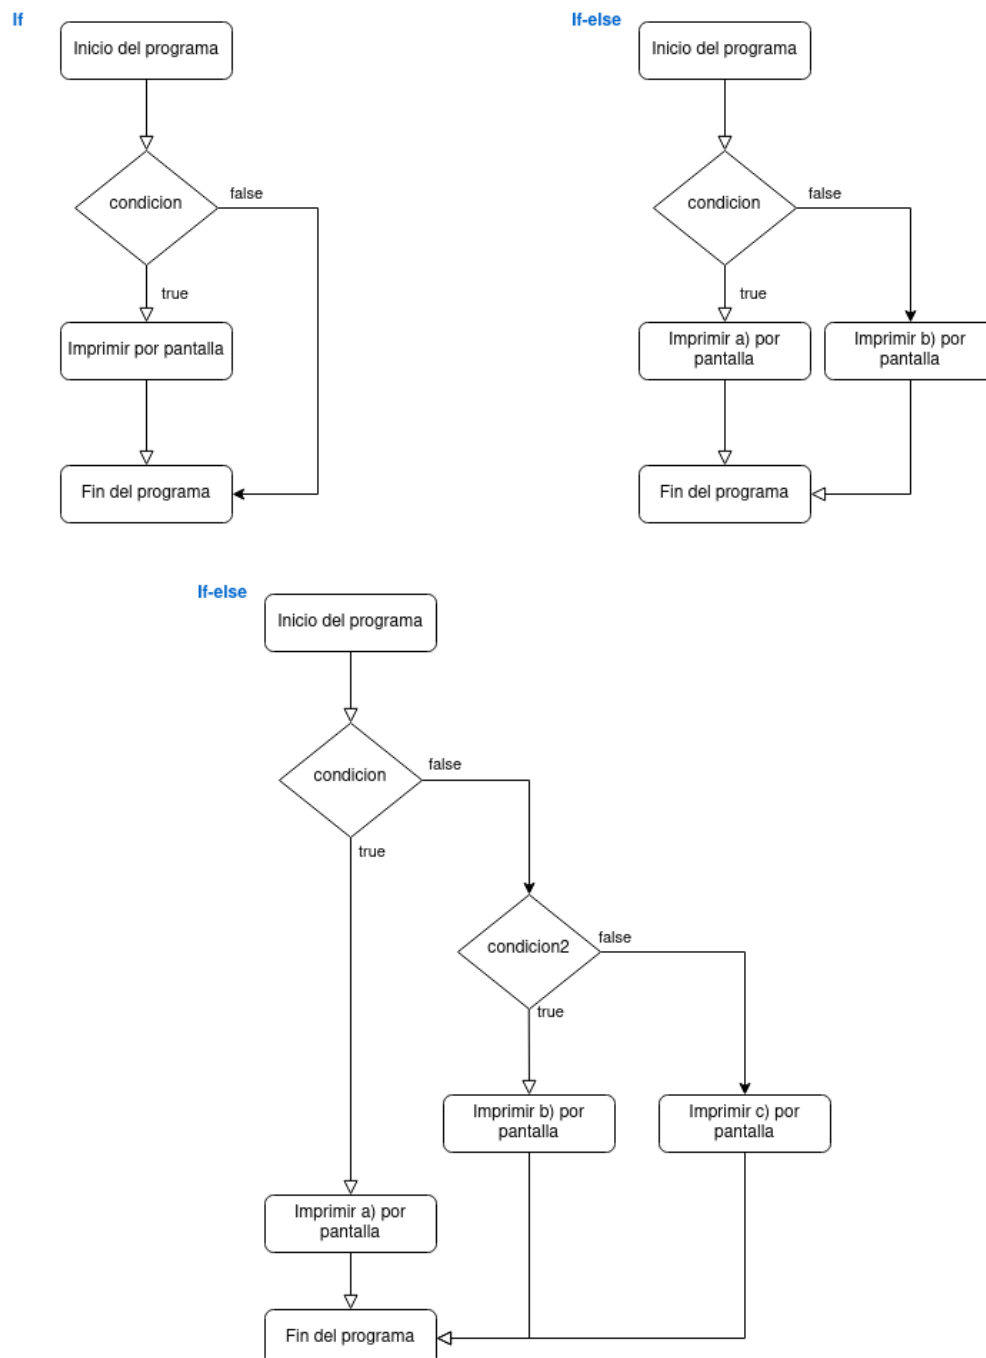 If
Inicio del programa
condicion
false
true
Imprimir por pantalla
Fin del programa
If-else
Inicio del programa
condicion
false
true
Imprimir a) por
pantalla
Imprimir b) por
pantalla
Fin del programa
If-else
Inicio del programa
condicion
false
true
condicion2
false
true
Imprimir b) por
pantalla
Imprimir c) por
pantalla
Imprimir a) por
pantalla
Fin del programa